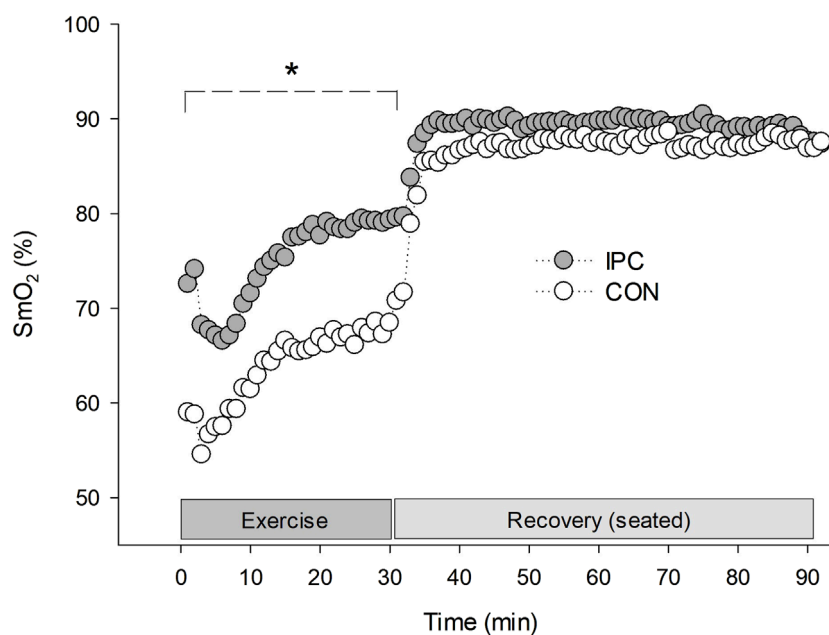 100
*
90
80
SmO₂ (%)
IPC
70
CON
60
50
Exercise
Recovery (seated)
0 10 20 30 40 50 60 70 80 90
Time (min)